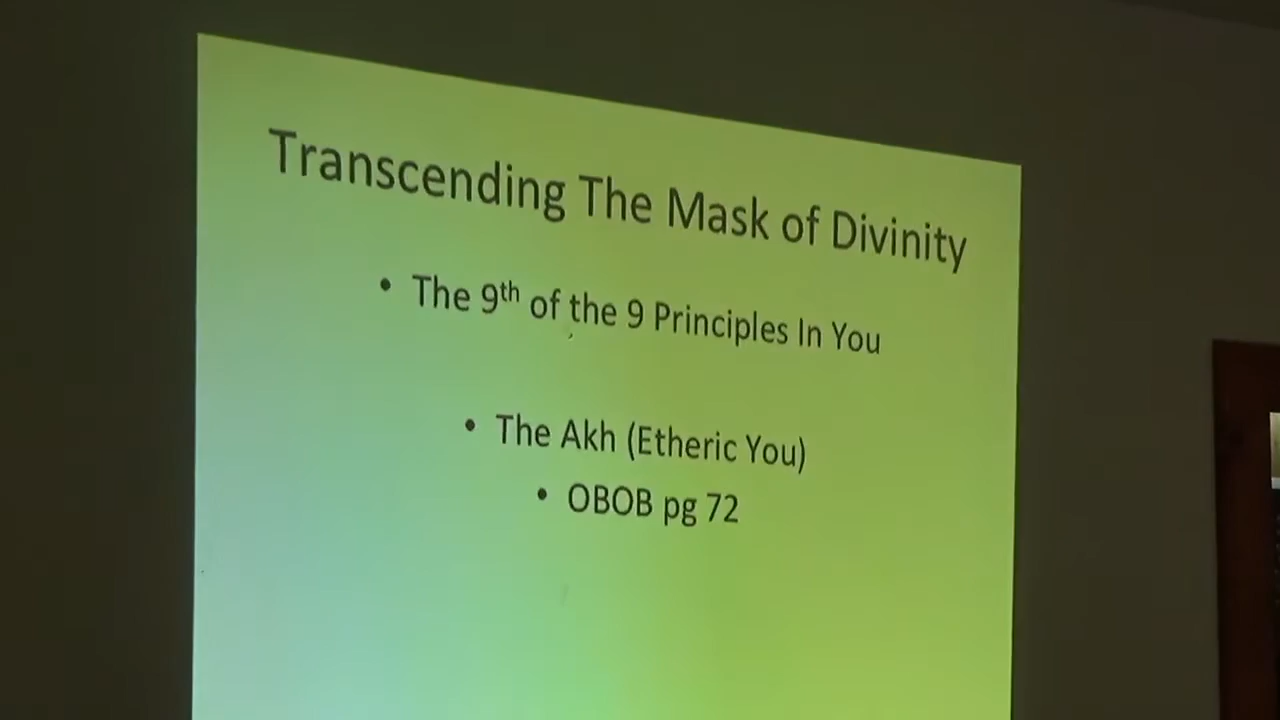 Transcending The Mask of Divinity
• The 9th of the 9 Principles In You
• The Akh (Etheric You)
• OBOB pg 72